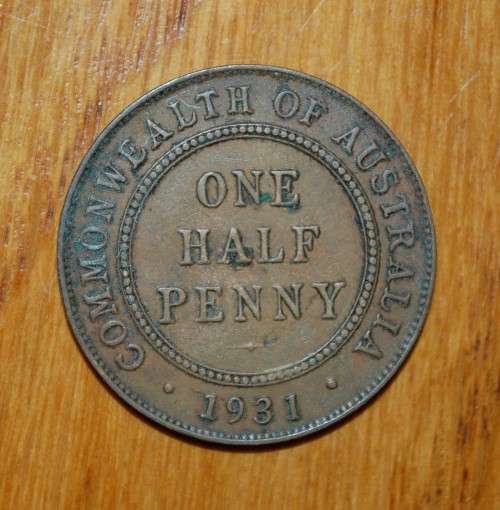 COMMONWEALTH OF AUSTRALIA
ONE
HALF
PENNY
· 1931 ·